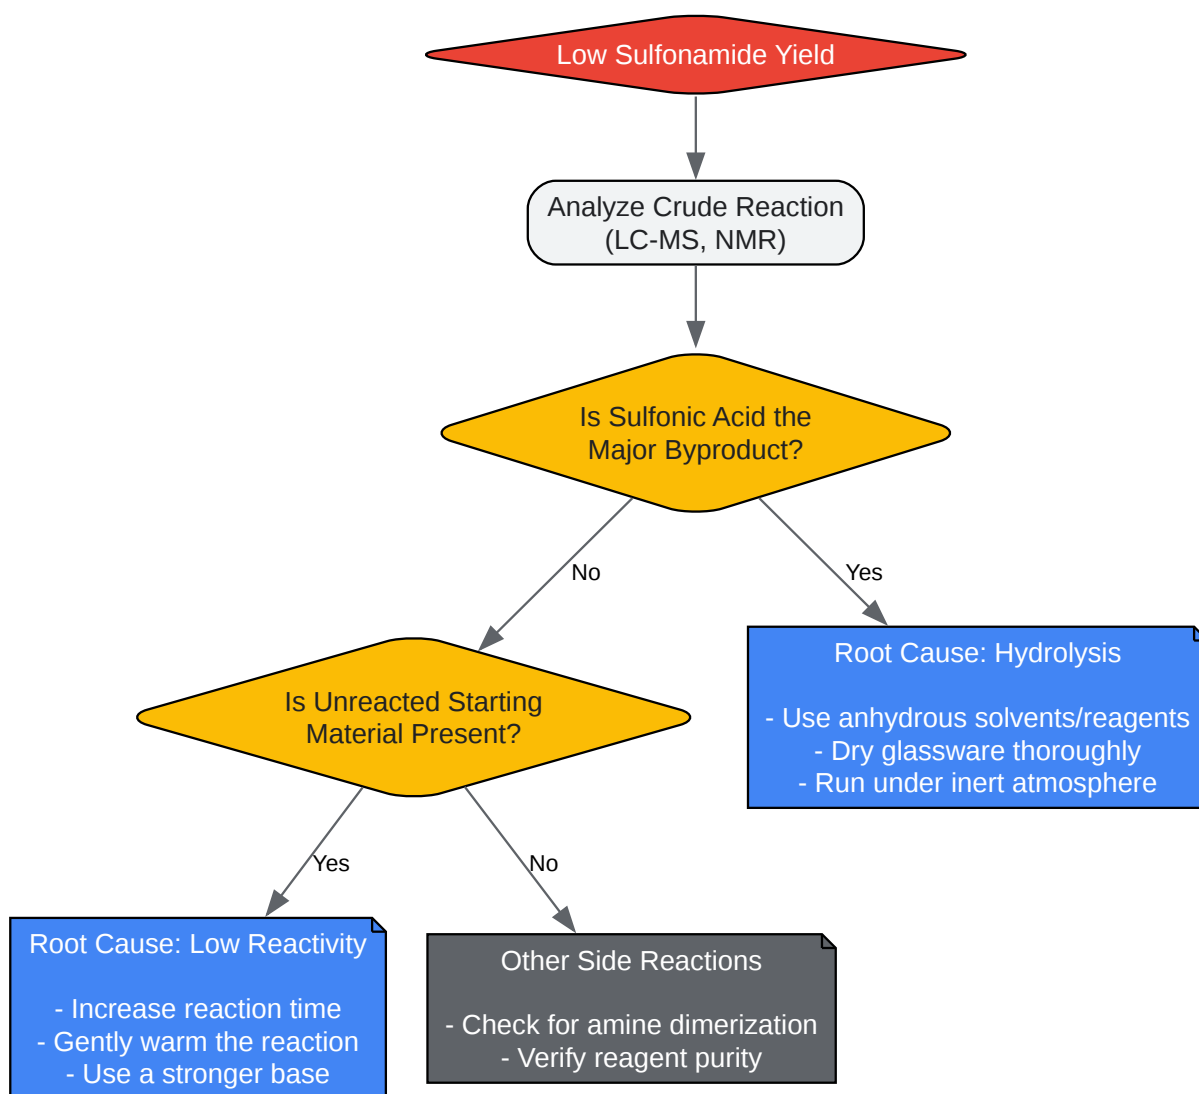 Low Sulfonamide Yield
Analyze Crude Reaction
(LC-MS, NMR)
Is Sulfonic Acid the
Major Byproduct?
No
Yes
Root Cause: Hydrolysis
- Use anhydrous solvents/reagents
- Dry glassware thoroughly
- Run under inert atmosphere
Is Unreacted Starting
Material Present?
Yes
No
Root Cause: Low Reactivity
- Increase reaction time
- Gently warm the reaction
- Use a stronger base
Other Side Reactions
- Check for amine dimerization
- Verify reagent purity